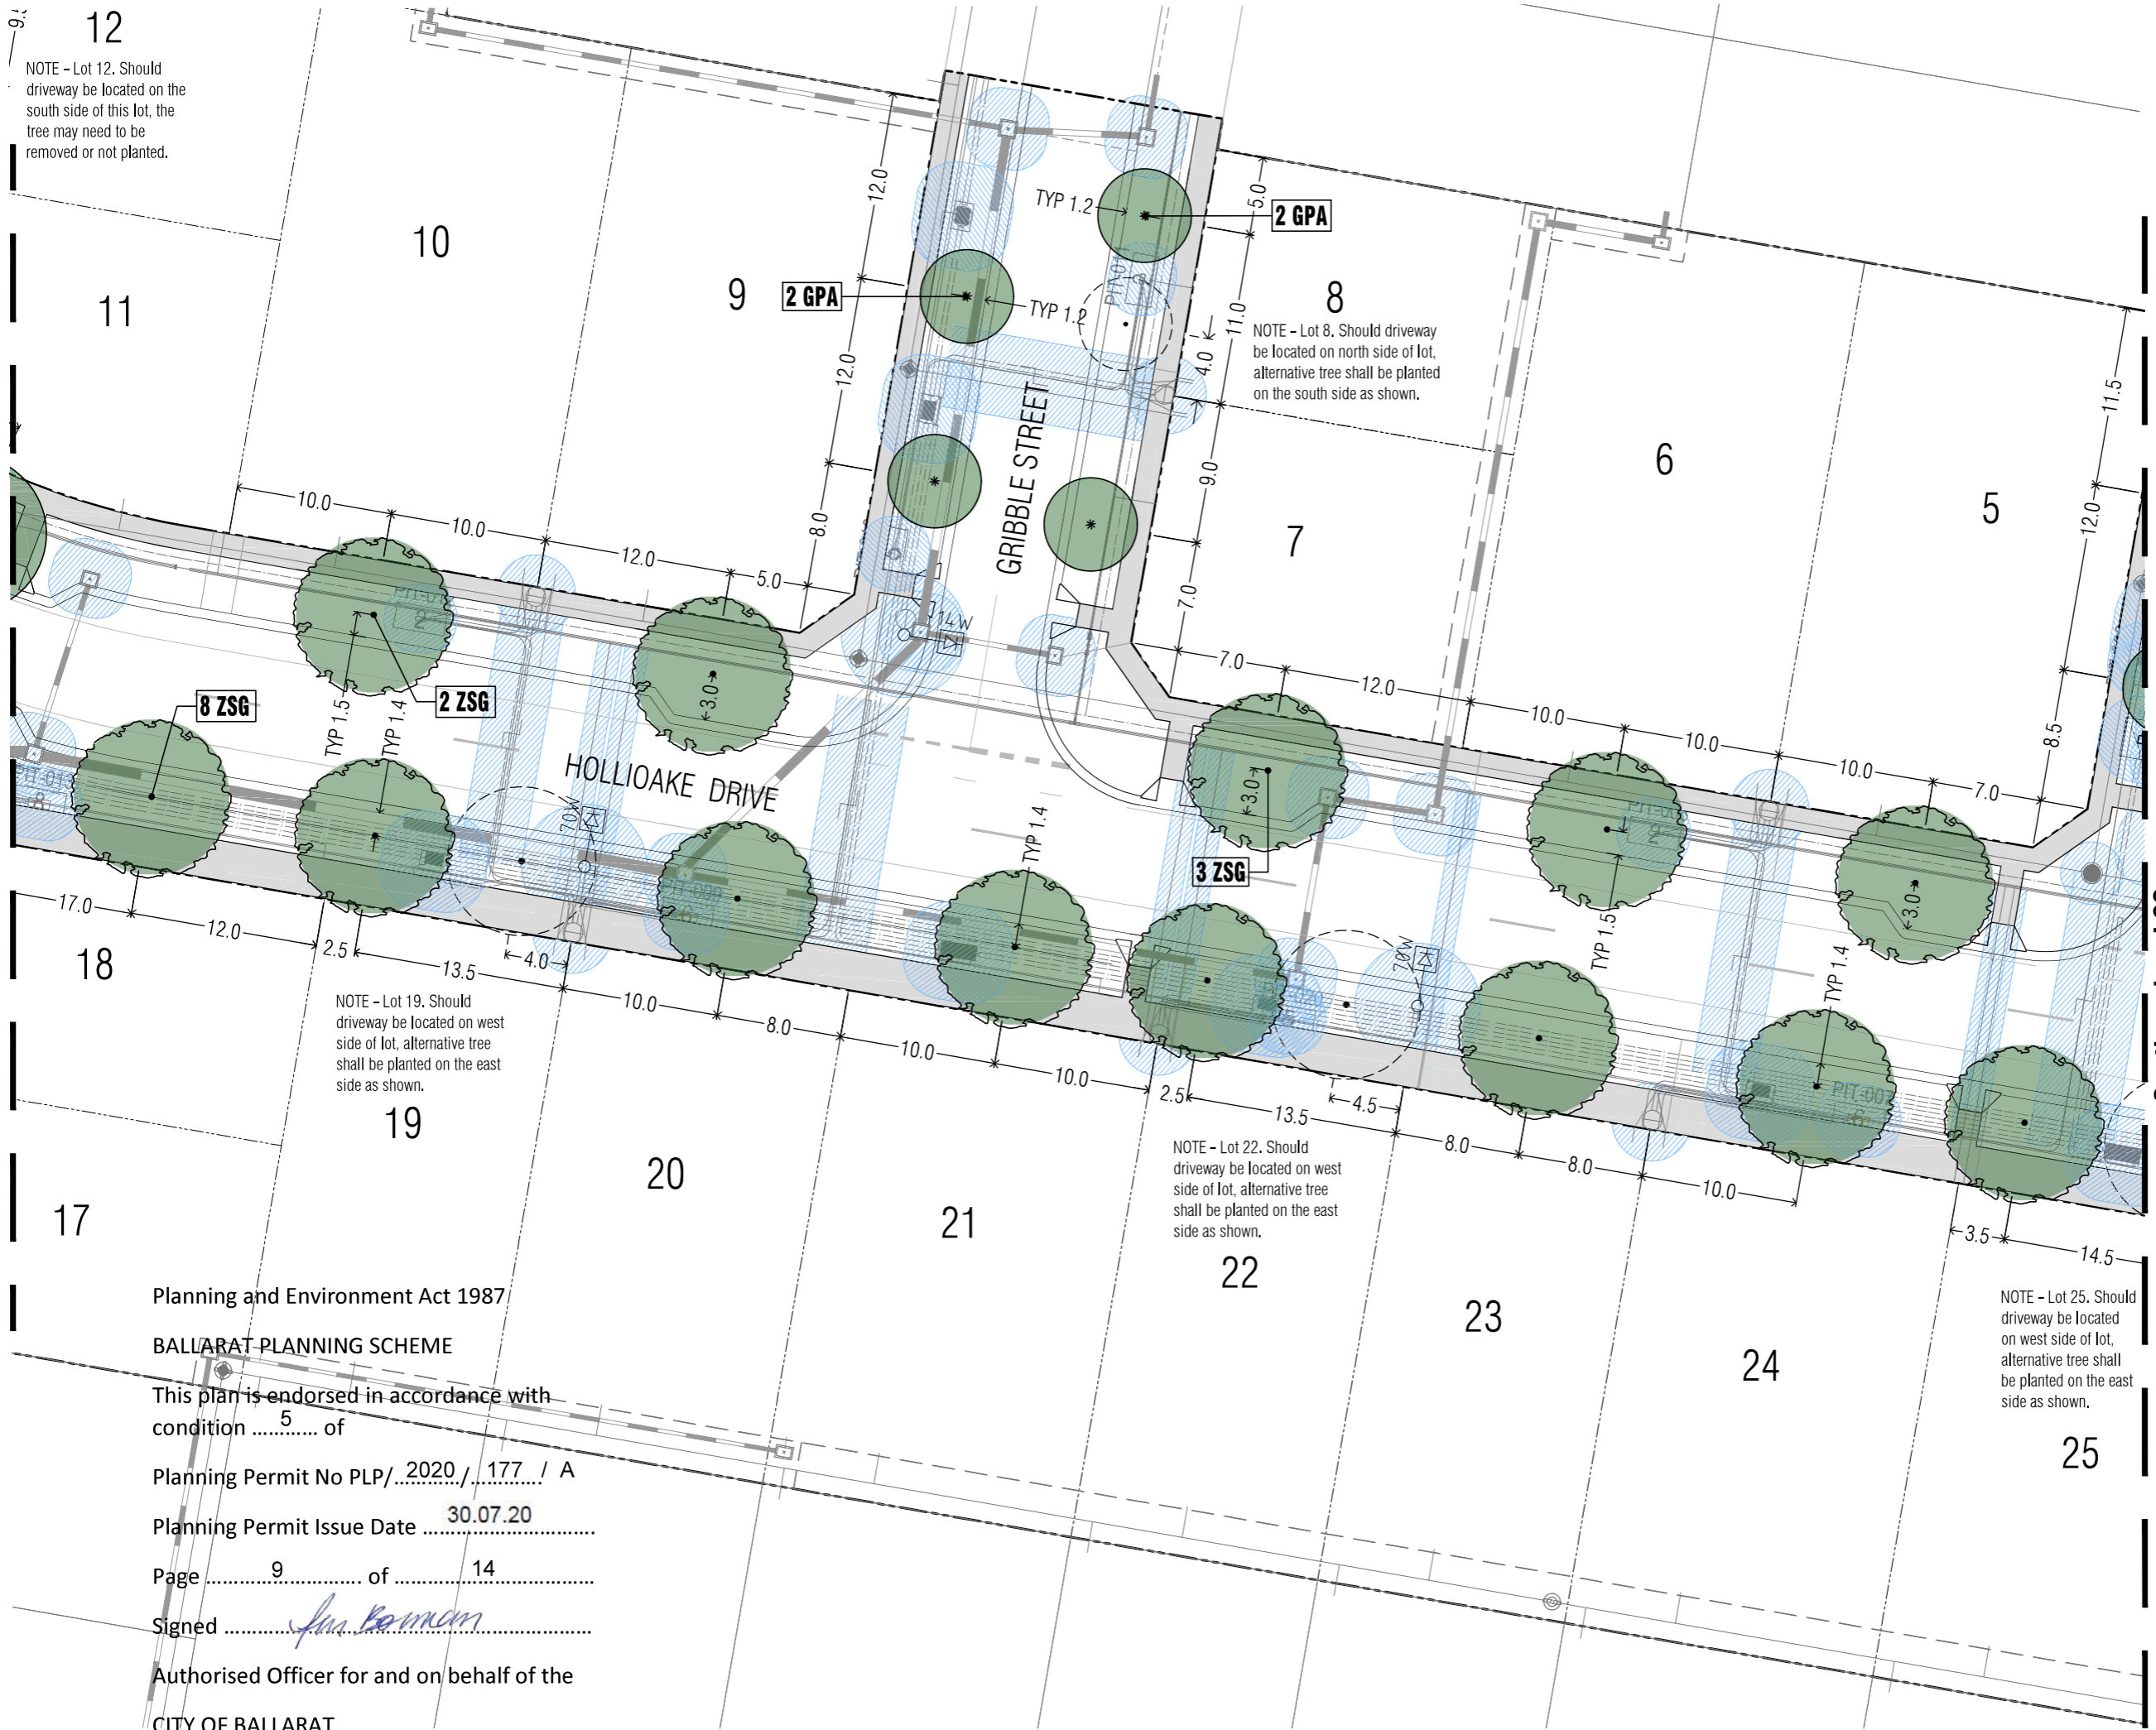 12
NOTE - Lot 12. Should
driveway be located on the
south side of this lot, the
tree may need to be
removed or not planted.
10
11
9
2 GPA
2 GPA
TYP 1.2
TYP 1.2
8
NOTE - Lot 8. Should driveway
be located on north side of lot,
alternative tree shall be planted
on the south side as shown.
6
5
7
GRIBBLE STREET
12.0
12.0
8.0
5.0
11.0
4.0
9.0
7.0
11.5
12.0
8.5
10.0
10.0
12.0
5.0
7.0
12.0
10.0
10.0
10.0
7.0
14W
8 ZSG
2 ZSG
TYP 1.5
TYP 1.4
3.0
HOLLIOAKE DRIVE
7.0W
PIT-009
TYP 1.4
3 ZSG
3.0
TYP 1.5
7.0W
TYP 1.4
3.0
PIT-007
17.0
12.0
2.5
13.5
4.0
10.0
8.0
10.0
10.0
2.5
13.5
4.5
8.0
8.0
10.0
3.5
14.5
18
NOTE - Lot 19. Should
driveway be located on west
side of lot, alternative tree
shall be planted on the east
side as shown.
19
17
20
21
NOTE - Lot 22. Should
driveway be located on west
side of lot, alternative tree
shall be planted on the east
side as shown.
22
23
24
NOTE - Lot 25. Should
driveway be located
on west side of lot,
alternative tree shall
be planted on the east
side as shown.
25
Planning and Environment Act 1987
BALLARAT PLANNING SCHEME
This plan is endorsed in accordance with
condition ....5.... of
Planning Permit No PLP/ 2020 / 177 / A
Planning Permit Issue Date 30.07.20
Page 9 of 14
Signed
Authorised Officer for and on behalf of the
CITY OF BALLARAT